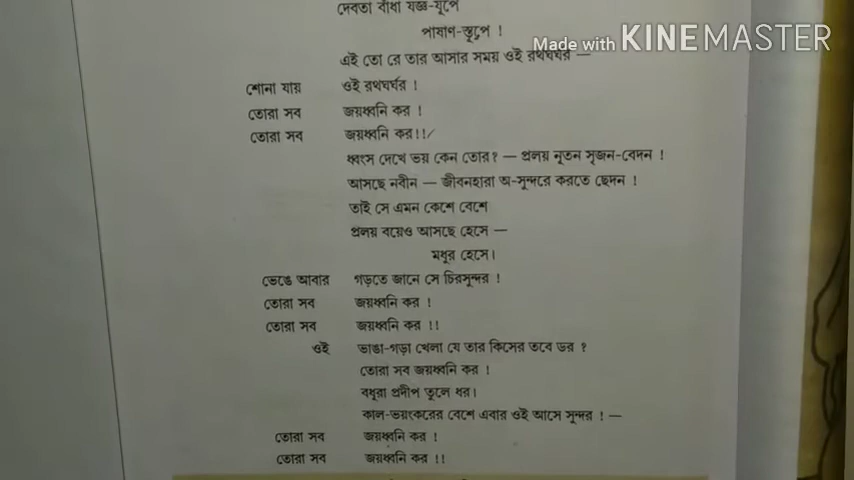 দেবতা বাঁধা যজ্ঞ-যূপে
পাষাণ-স্তূপে !
Made with KINEMASTER
এই তো রে তার আসার সময় ওই রথঘর্ঘর —
শোনা যায় ওই রথঘর্ঘর !
তোরা সব জয়ধ্বনি কর !
তোরা সব জয়ধ্বনি কর!!
ধ্বংস দেখে ভয় কেন তোর? — প্রলয় নূতন সৃজন-বেদন !
আসছে নবীন — জীবনহারা অ-সুন্দরে করতে ছেদন !
তাই সে এমন কেশে বেশে
প্রলয় বয়েও আসছে হেসে —
মধুর হেসে।
ভেঙে আবার গড়তে জানে সে চিরসুন্দর !
তোরা সব জয়ধ্বনি কর !
তোরা সব জয়ধ্বনি কর !!
ওই ভাঙা-গড়া খেলা যে তার কিসের তবে ডর ?
তোরা সব জয়ধ্বনি কর !
বধূরা প্রদীপ তুলে ধর।
কাল-ভয়ংকরের বেশে এবার ওই আসে সুন্দর ! —
তোরা সব জয়ধ্বনি কর !
তোরা সব জয়ধ্বনি কর !!